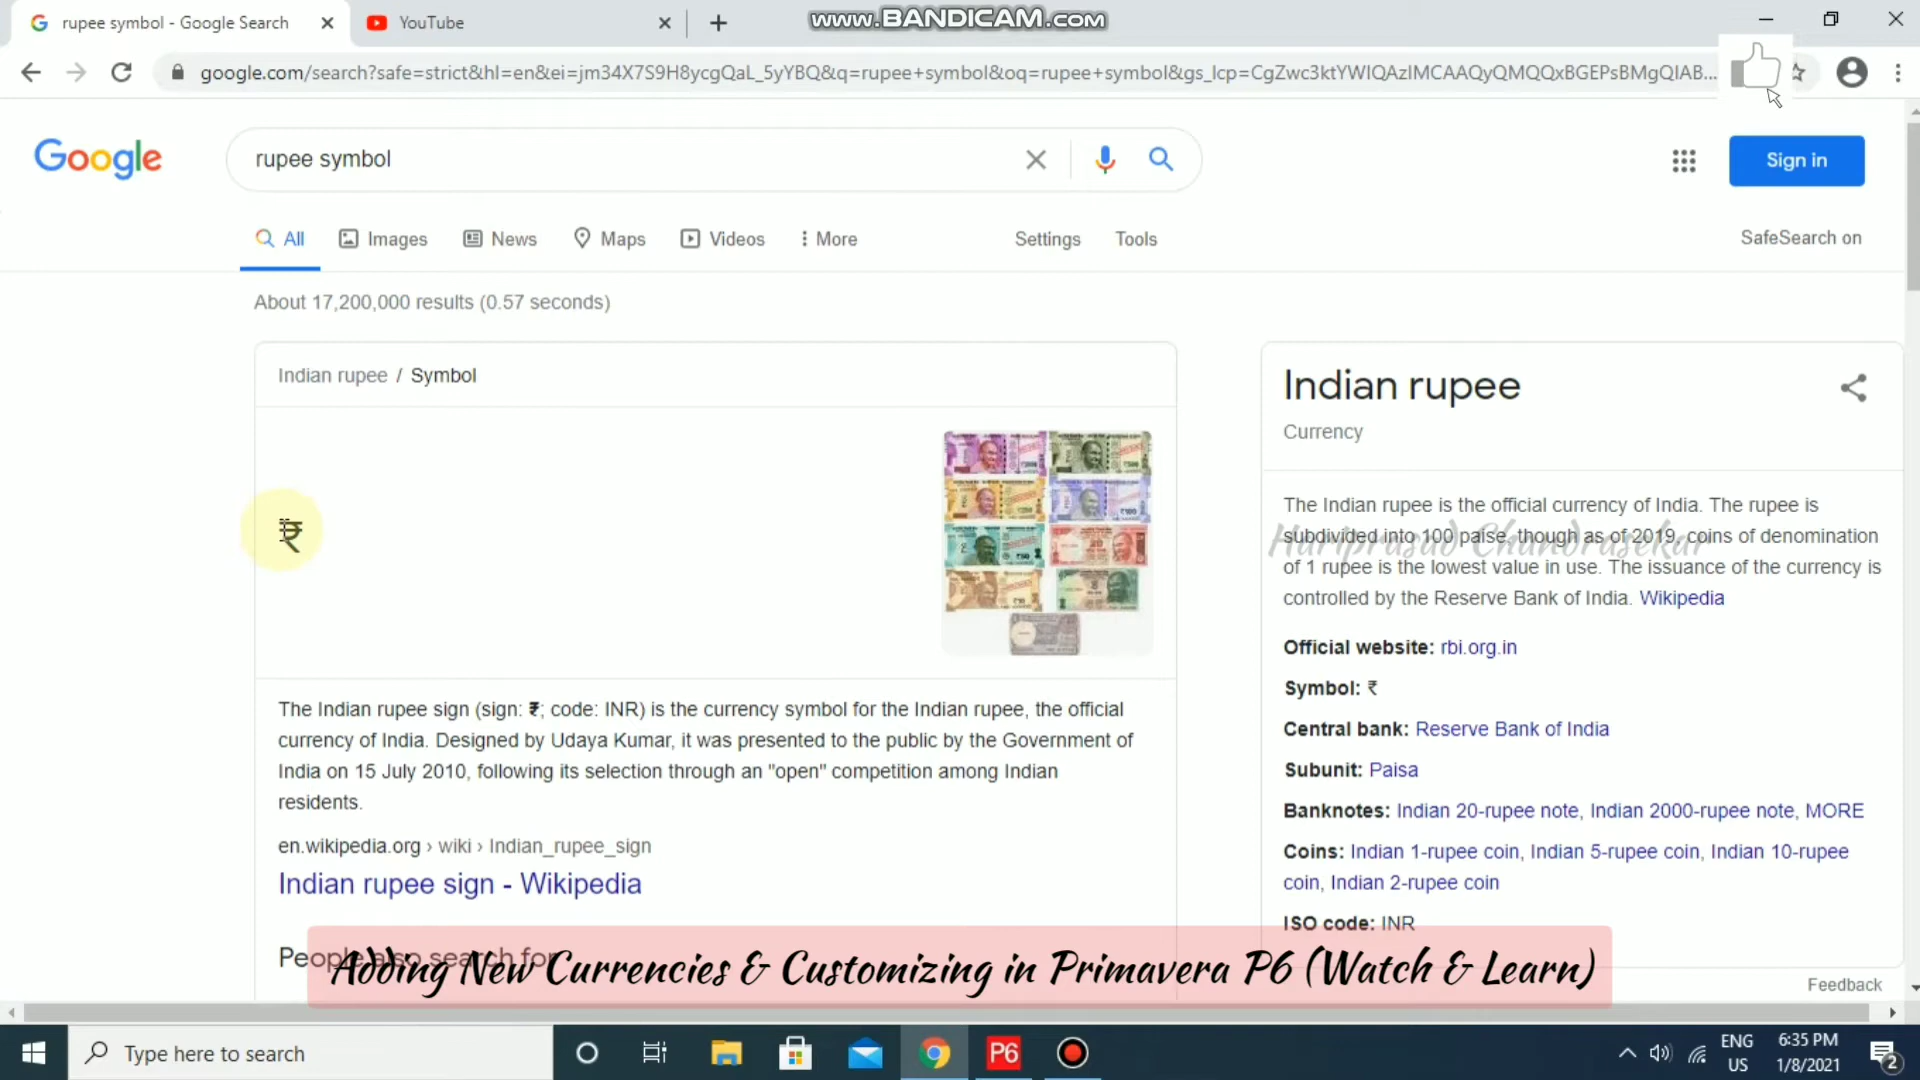 rupee symbol - Google Search
YouTube
www.BANDICAM.com
google.com/search?safe=strict&hl=en&ei=jm34X7S9H8ycgQaL_5yYBQ&q=rupee+symbol&oq=rupee+symbol&gs_lcp=CgZwc3ktYWIQAzIMCAAQyQMQQxBGEPsBMgQIAB...
Google
rupee symbol
Sign in
All
Images
News
Maps
Videos
More
Settings
Tools
SafeSearch on
About 17,200,000 results (0.57 seconds)
Indian rupee / Symbol
₹
The Indian rupee sign (sign: ₹; code: INR) is the currency symbol for the Indian rupee, the official
currency of India. Designed by Udaya Kumar, it was presented to the public by the Government of
India on 15 July 2010, following its selection through an "open" competition among Indian
residents.
en.wikipedia.org › wiki › Indian_rupee_sign
Indian rupee sign - Wikipedia
People also search for
Indian rupee
Currency
The Indian rupee is the official currency of India. The rupee is
subdivided into 100 paise, though as of 2019, coins of denomination
of 1 rupee is the lowest value in use. The issuance of the currency is
controlled by the Reserve Bank of India. Wikipedia
Hariprasad Chandrasekar
Official website: rbi.org.in
Symbol: ₹
Central bank: Reserve Bank of India
Subunit: Paisa
Banknotes: Indian 20-rupee note, Indian 2000-rupee note, MORE
Coins: Indian 1-rupee coin, Indian 5-rupee coin, Indian 10-rupee
coin, Indian 2-rupee coin
ISO code: INR
Feedback
Adding New Currencies & Customizing in Primavera P6 (Watch & Learn)
Type here to search
P6
ENG
US
6:35 PM
1/8/2021
2